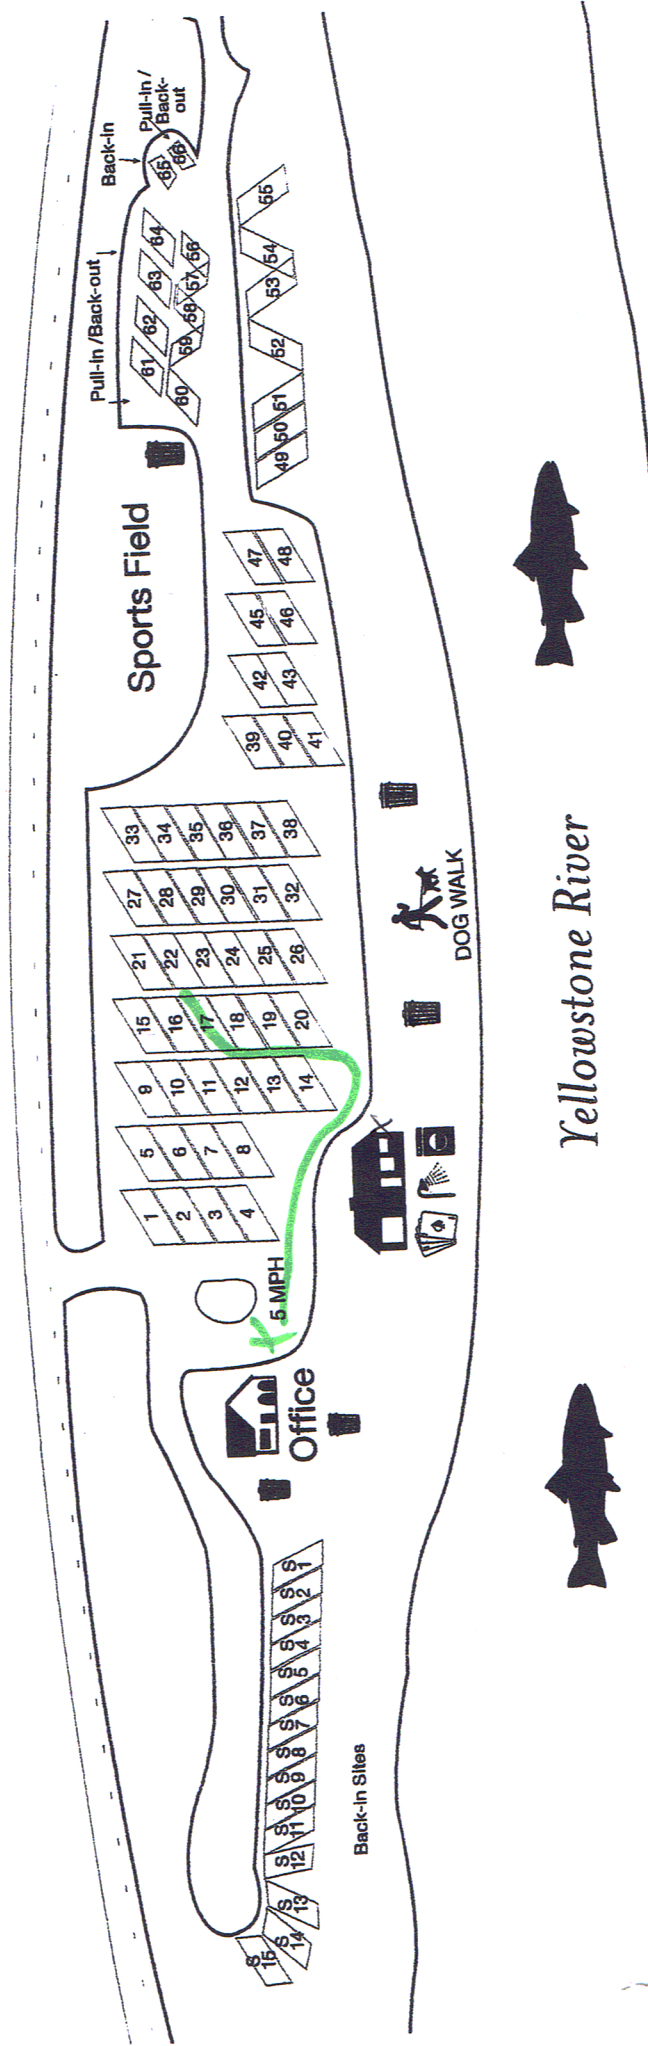 Back-in
Pull-in /
Back-
out
65
66
Pull-in /Back-out
61 62 63 64
60 59 58 57 56
55
54
53
52
49 50 51
Sports Field
47
48
45
46
42
43
39
40
41
33
34
35
36
37
38
27
28
29
30
31
32
21
22
23
24
25
26
15
16
17
18
19
20
9
10
11
12
13
14
5
6
7
8
1
2
3
4
5 MPH
Office
DOG WALK
Yellowstone River
S
15
S
14
S
13
S
12
S
11
S
10
S
9
S
8
S
7
S
6
S
5
S
4
S
3
S
2
S
1
Back-in Sites